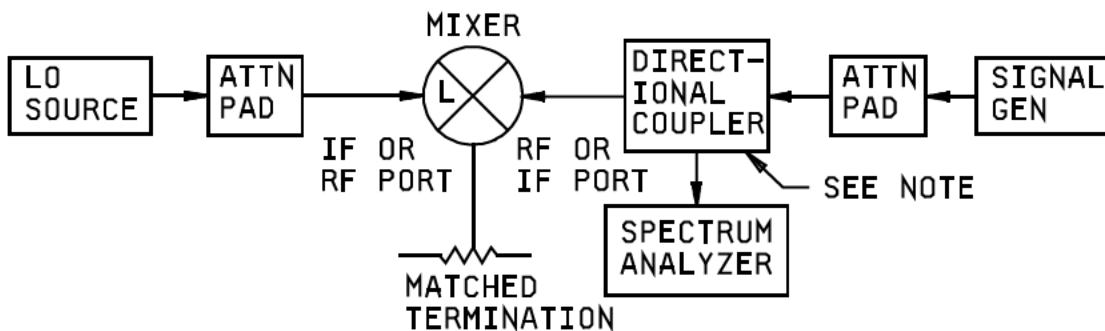 MIXER
LO
SOURCE
ATTN
PAD
L
DIRECT-
IONAL
COUPLER
ATTN
PAD
SIGNAL
GEN
IF OR
RF PORT
RF OR
IF PORT
SEE NOTE
SPECTRUM
ANALYZER
MATCHED
TERMINATION